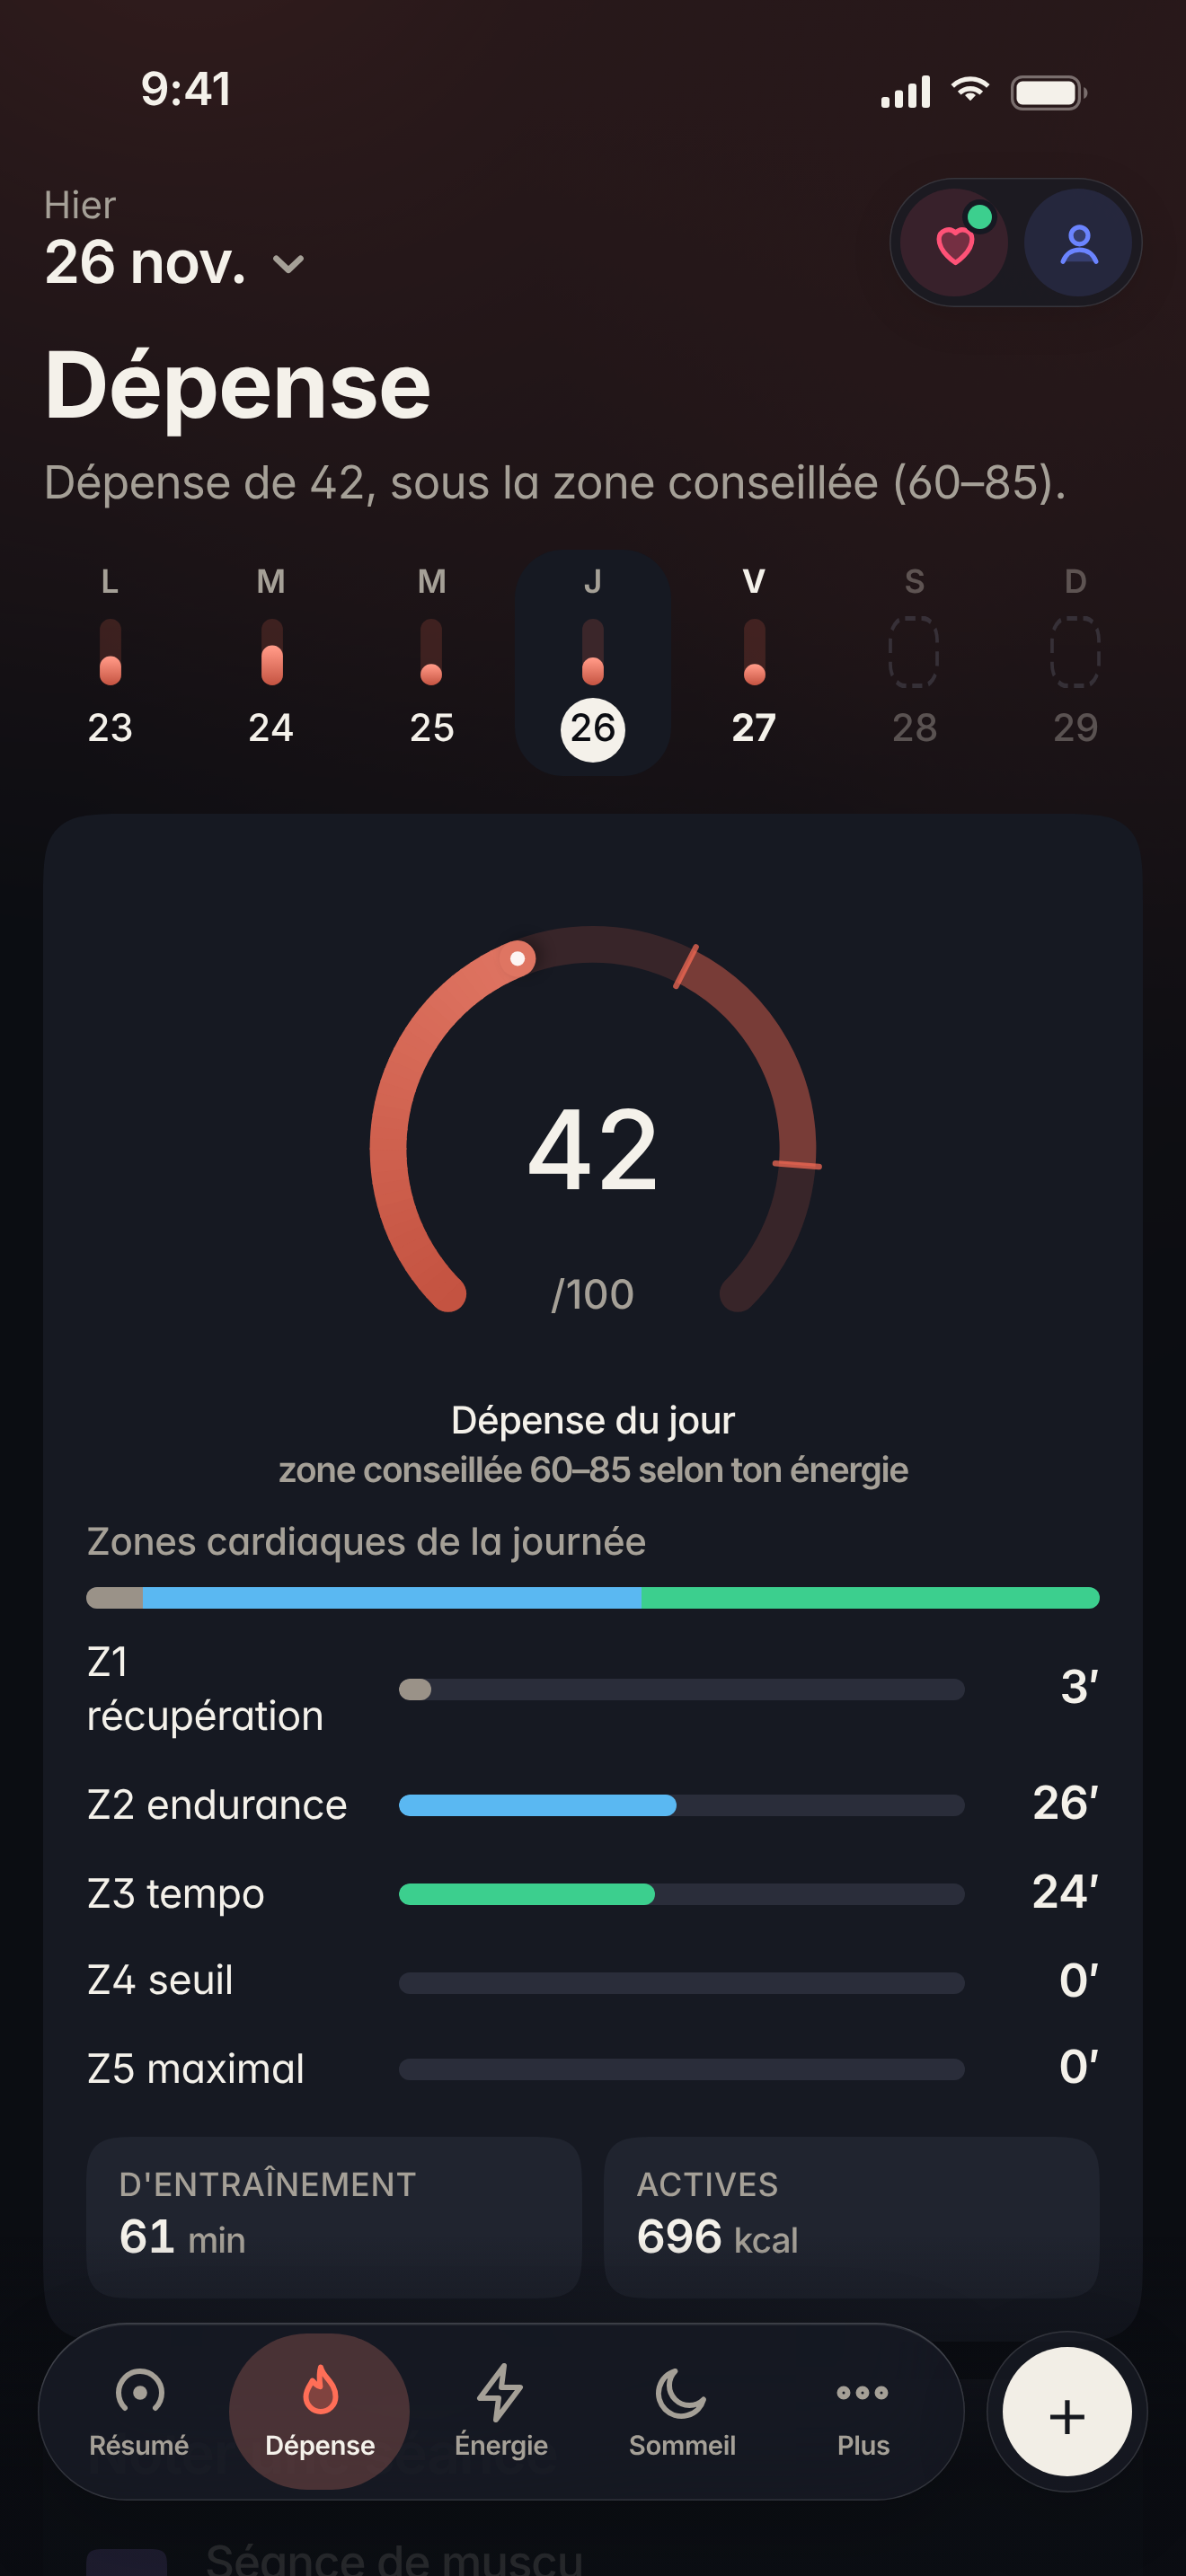 9:41
Hier
26 nov.
Dépense
Dépense de 42, sous la zone conseillée (60–85).
L M M J V S D
23 24 25 26 27 28 29
42
/100
Dépense du jour
zone conseillée 60–85 selon ton énergie
Zones cardiaques de la journée
Z1 récupération 3′
Z2 endurance 26′
Z3 tempo 24′
Z4 seuil 0′
Z5 maximal 0′
D'ENTRAÎNEMENT ACTIVES
61 min 696 kcal
Résumé Dépense Énergie Sommeil Plus
+
Séance de muscu